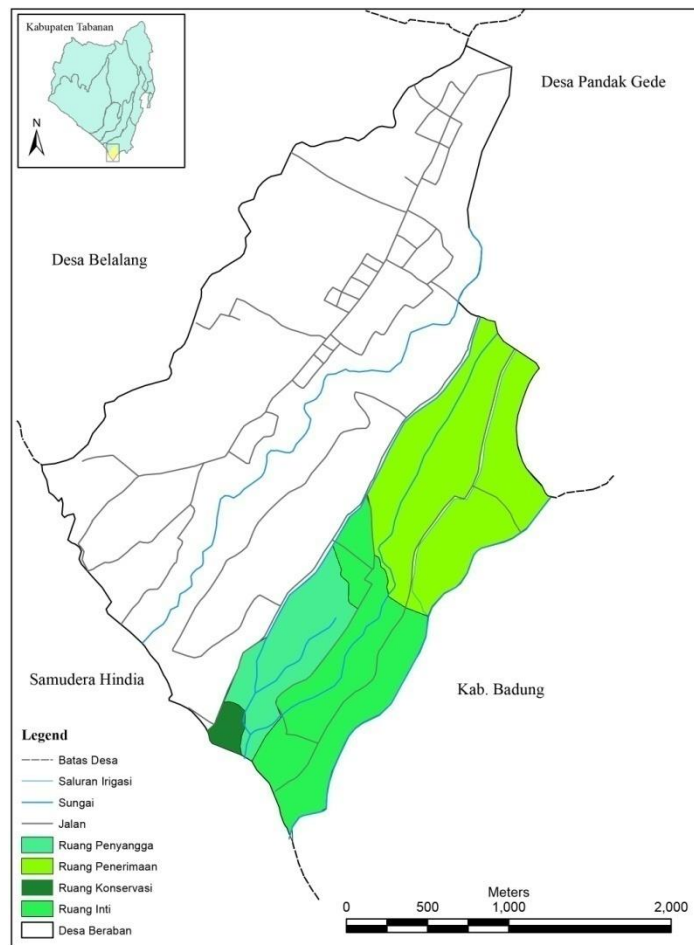 Kabupaten Tabanan
N
Desa Pandak Gede
Desa Belalang
Samudera Hindia
Kab. Badung
Legend
Batas Desa
Saluran Irigasi
Sungai
Jalan
Ruang Penyangga
Ruang Penerimaan
Ruang Konservasi
Ruang Inti
Desa Beraban
Meters
0 500 1,000 2,000